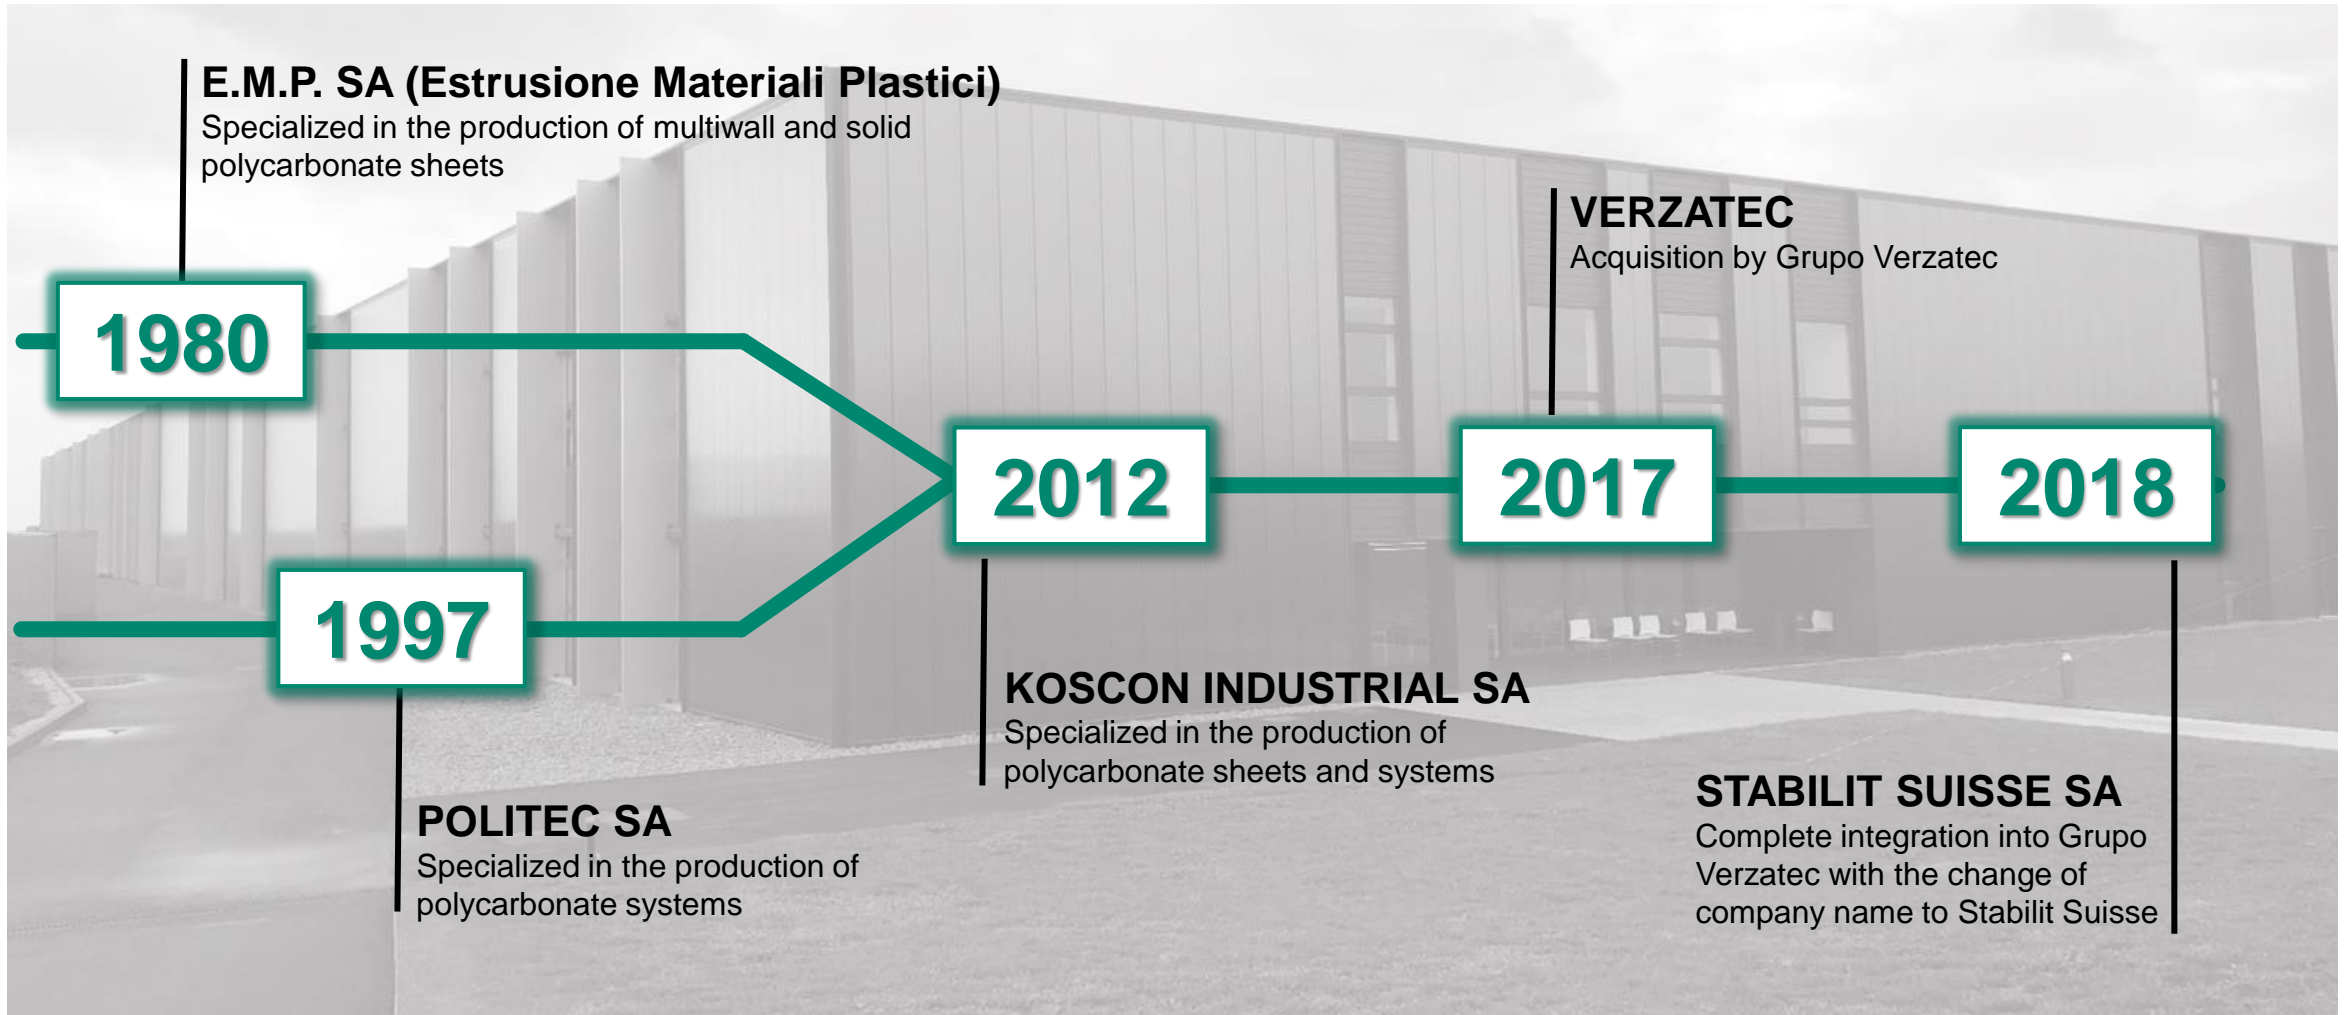 E.M.P. SA (Estrusione Materiali Plastici)
Specialized in the production of multiwall and solid
polycarbonate sheets
1980
1997
POLITEC SA
Specialized in the production of
polycarbonate systems
2012
KOSCON INDUSTRIAL SA
Specialized in the production of
polycarbonate sheets and systems
VERZATEC
Acquisition by Grupo Verzatec
2017
2018
STABILIT SUISSE SA
Complete integration into Grupo
Verzatec with the change of
company name to Stabilit Suisse